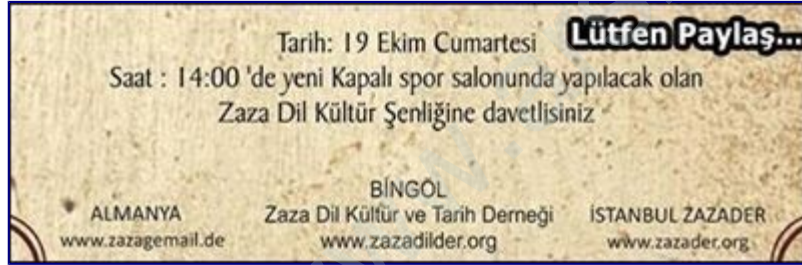 Lütfen Paylaş...
Tarih: 19 Ekim Cumartesi
Saat : 14:00 'de yeni Kapalı spor salonunda yapılacak olan
Zaza Dil Kültür Şenliğine davetlisiniz
BİNGÖL
ALMANYA Zaza Dil Kültür ve Tarih Derneği İSTANBUL ZAZADER
www.zazagemail.de www.zazadilder.org www.zazader.org